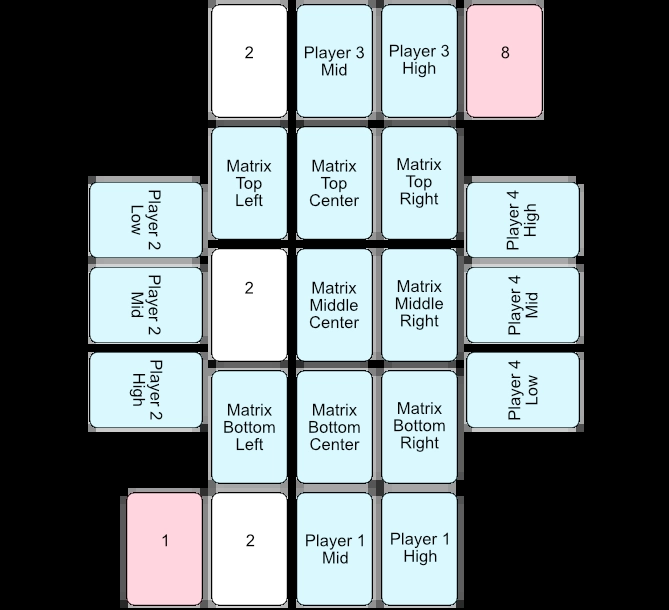 2
Player 3
Mid
Player 3
High
8
Matrix
Top
Left
Matrix
Top
Center
Matrix
Top
Right
Player 2
Low
Player 4
High
Player 2
Mid
2
Matrix
Middle
Center
Matrix
Middle
Right
Player 4
Mid
Player 2
High
Matrix
Bottom
Left
Matrix
Bottom
Center
Matrix
Bottom
Right
Player 4
Low
1
2
Player 1
Mid
Player 1
High